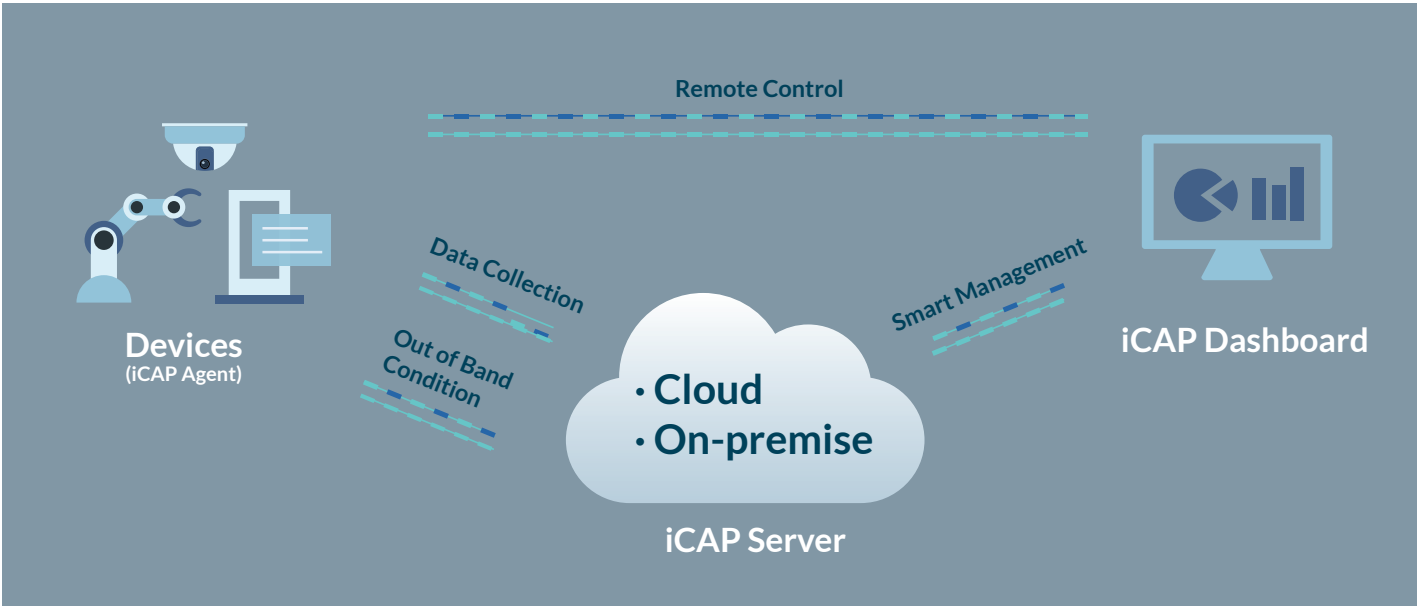 Remote Control
Data Collection
Smart Management
Out of Band
Condition
Devices
(iCAP Agent)
iCAP Dashboard
· Cloud
· On-premise
iCAP Server